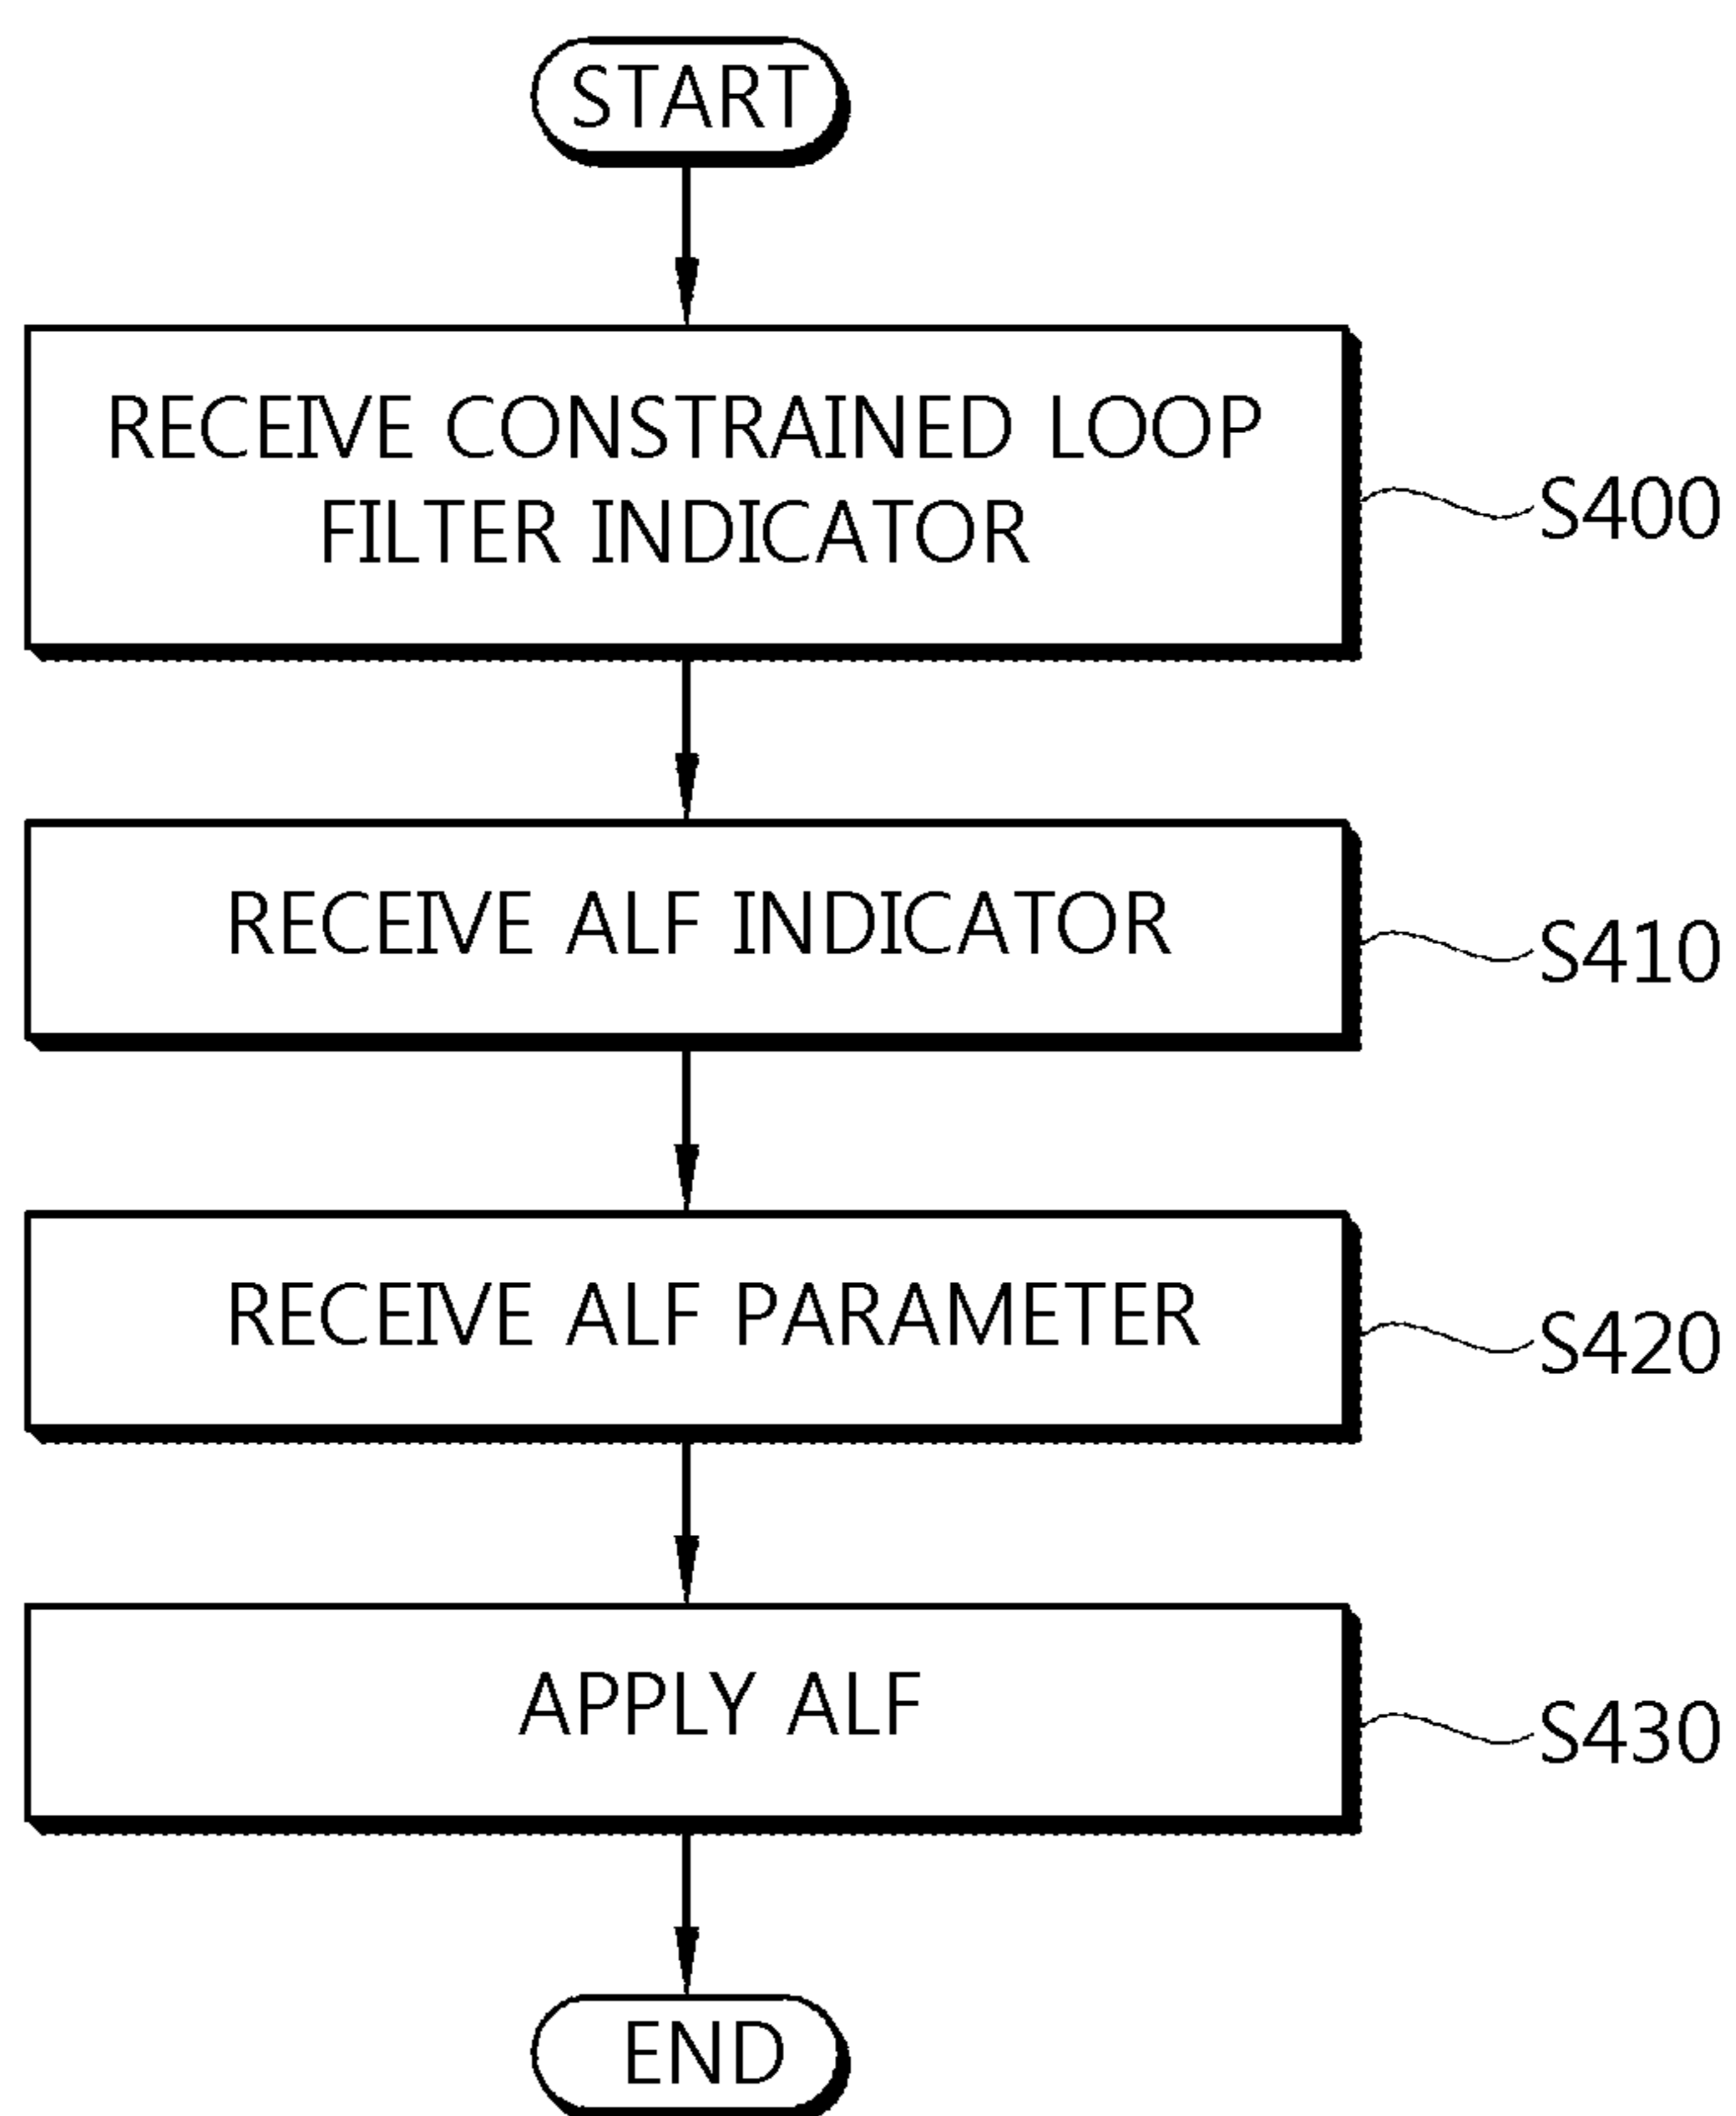 START
RECEIVE CONSTRAINED LOOP
FILTER INDICATOR
S400
RECEIVE ALF INDICATOR
S410
RECEIVE ALF PARAMETER
S420
APPLY ALF
S430
END